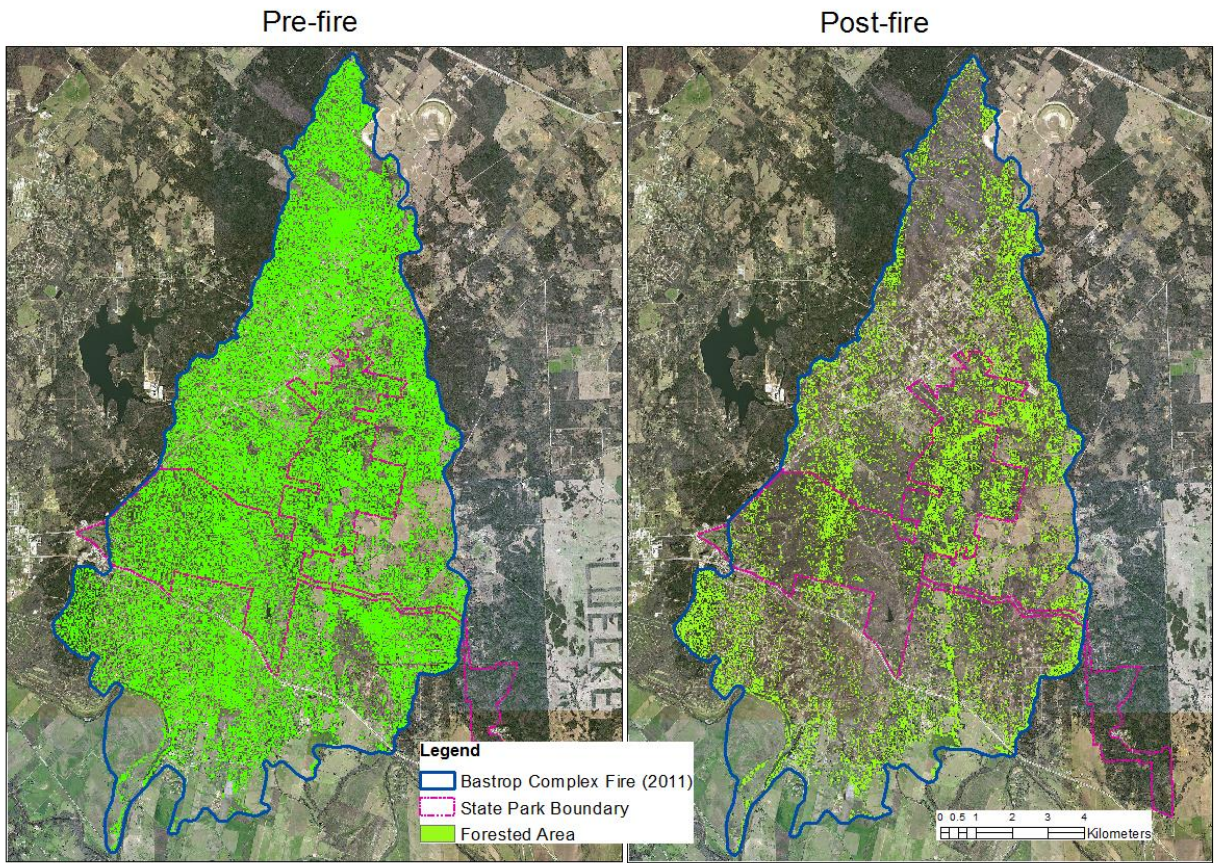 Pre-fire
Post-fire
LUECKE
Legend
Bastrop Complex Fire (2011)
State Park Boundary
Forested Area
0 0.5 1 2 3 4
Kilometers